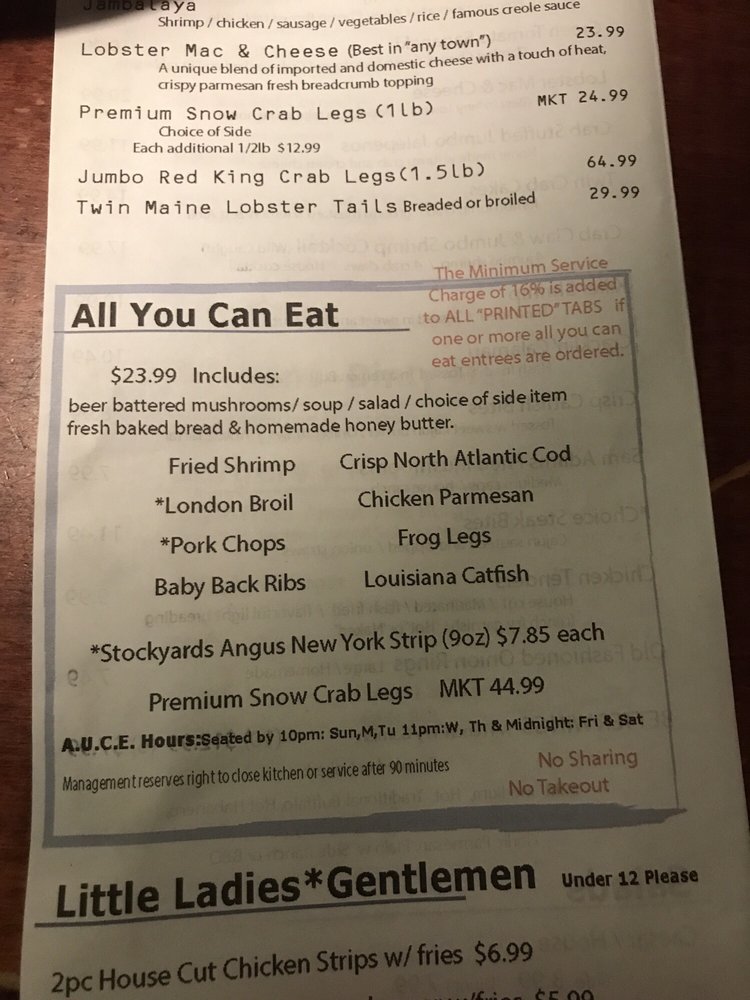 Jambalaya
Shrimp / chicken / sausage / vegetables / rice / famous creole sauce
Lobster Mac & Cheese (Best in "any town") 23.99
A unique blend of imported and domestic cheese with a touch of heat,
crispy parmesan fresh breadcrumb topping
Premium Snow Crab Legs (1lb) MKT 24.99
Choice of Side
Each additional 1/2lb $12.99
Jumbo Red King Crab Legs (1.5lb) 64.99
Twin Maine Lobster Tails Breaded or broiled 29.99
The Minimum Service
Charge of 16% is added
to ALL "PRINTED" TABS if
one or more all you can
eat entrees are ordered.
All You Can Eat
$23.99 Includes:
beer battered mushrooms/ soup / salad / choice of side item
fresh baked bread & homemade honey butter.
Fried Shrimp Crisp North Atlantic Cod
*London Broil Chicken Parmesan
*Pork Chops Frog Legs
Baby Back Ribs Louisiana Catfish
*Stockyards Angus New York Strip (9oz) $7.85 each
Premium Snow Crab Legs MKT 44.99
A.U.C.E. Hours:Seated by 10pm: Sun,M,Tu 11pm:W, Th & Midnight: Fri & Sat
Management reserves right to close kitchen or service after 90 minutes
No Sharing
No Takeout
Little Ladies*Gentlemen Under 12 Please
2pc House Cut Chicken Strips w/ fries $6.99
w/fries $5.99